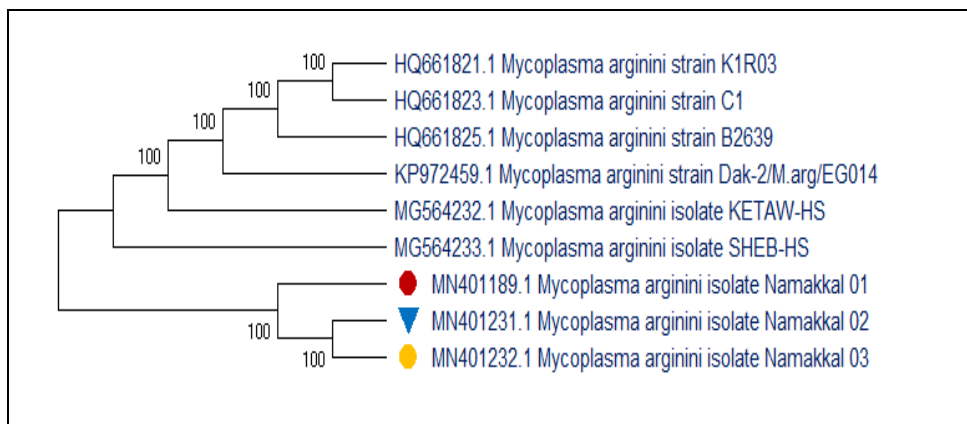 100
HQ661821.1 Mycoplasma arginini strain K1R03
100
HQ661823.1 Mycoplasma arginini strain C1
100
HQ661825.1 Mycoplasma arginini strain B2639
100
KP972459.1 Mycoplasma arginini strain Dak-2/M.arg/EG014
MG564232.1 Mycoplasma arginini isolate KETAW-HS
MG564233.1 Mycoplasma arginini isolate SHEB-HS
MN401189.1 Mycoplasma arginini isolate Namakkal 01
100
MN401231.1 Mycoplasma arginini isolate Namakkal 02
100
MN401232.1 Mycoplasma arginini isolate Namakkal 03